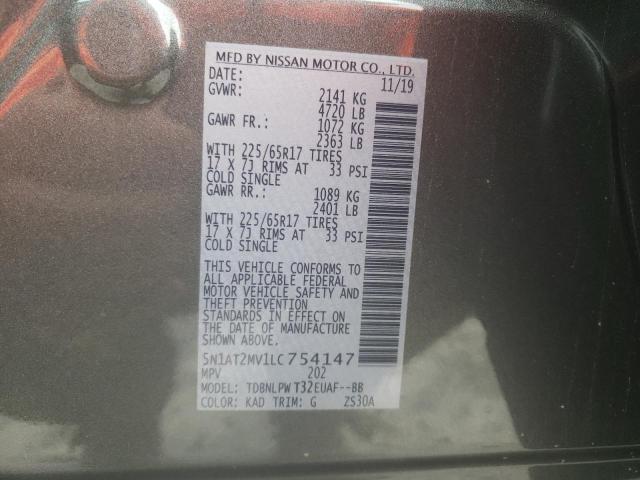 MFD BY NISSAN MOTOR CO., LTD.
DATE: 11/19
GVWR: 2141 KG
4720 LB
GAWR FR.: 1072 KG
2363 LB
WITH 225/65R17 TIRES
17 X 7J RIMS AT 33 PSI
COLD SINGLE
GAWR RR.: 1089 KG
2401 LB
WITH 225/65R17 TIRES
17 X 7J RIMS AT 33 PSI
COLD SINGLE
THIS VEHICLE CONFORMS TO
ALL APPLICABLE FEDERAL
MOTOR VEHICLE SAFETY AND
THEFT PREVENTION
STANDARDS IN EFFECT ON
THE DATE OF MANUFACTURE
SHOWN ABOVE.
5N1AT2MV1LC754147
MPV 202
MODEL: TDBNLPW T32EUAF--BB
COLOR: KAD TRIM: G ZS30A